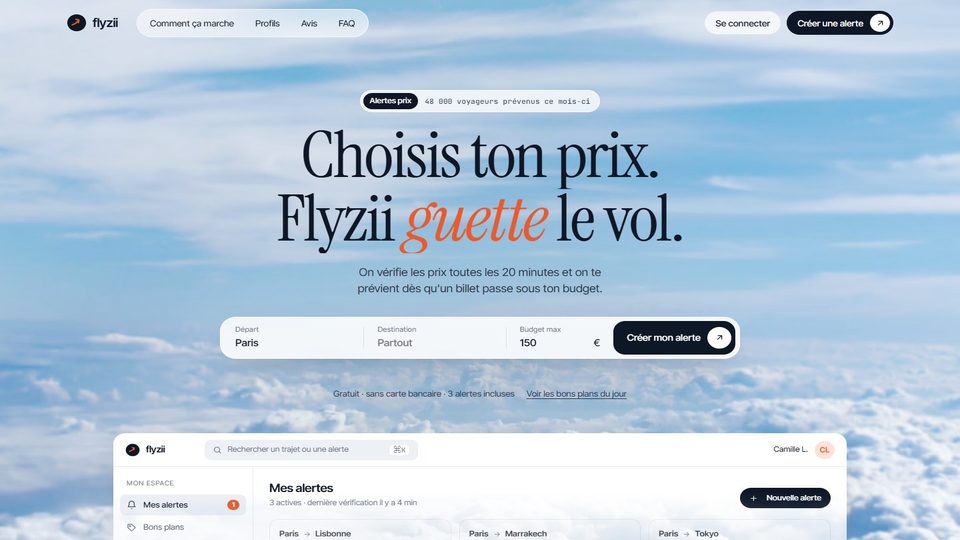 flyzii
Comment ça marche Profils Avis FAQ
Se connecter
Créer une alerte
Alertes prix 48 000 voyageurs prévenus ce mois-ci
Choisis ton prix.
Flyzii guette le vol.
On vérifie les prix toutes les 20 minutes et on te
prévient dès qu'un billet passe sous ton budget.
Départ
Paris
Destination
Partout
Budget max
150 €
Créer mon alerte
Gratuit · sans carte bancaire · 3 alertes incluses Voir les bons plans du jour
flyzii
Rechercher un trajet ou une alerte ⌘K
Camille L. CL
MON ESPACE
Mes alertes 1
Bons plans
Mes alertes
3 actives · dernière vérification il y a 4 min
+ Nouvelle alerte
Paris → Lisbonne
Paris → Marrakech
Paris → Tokyo